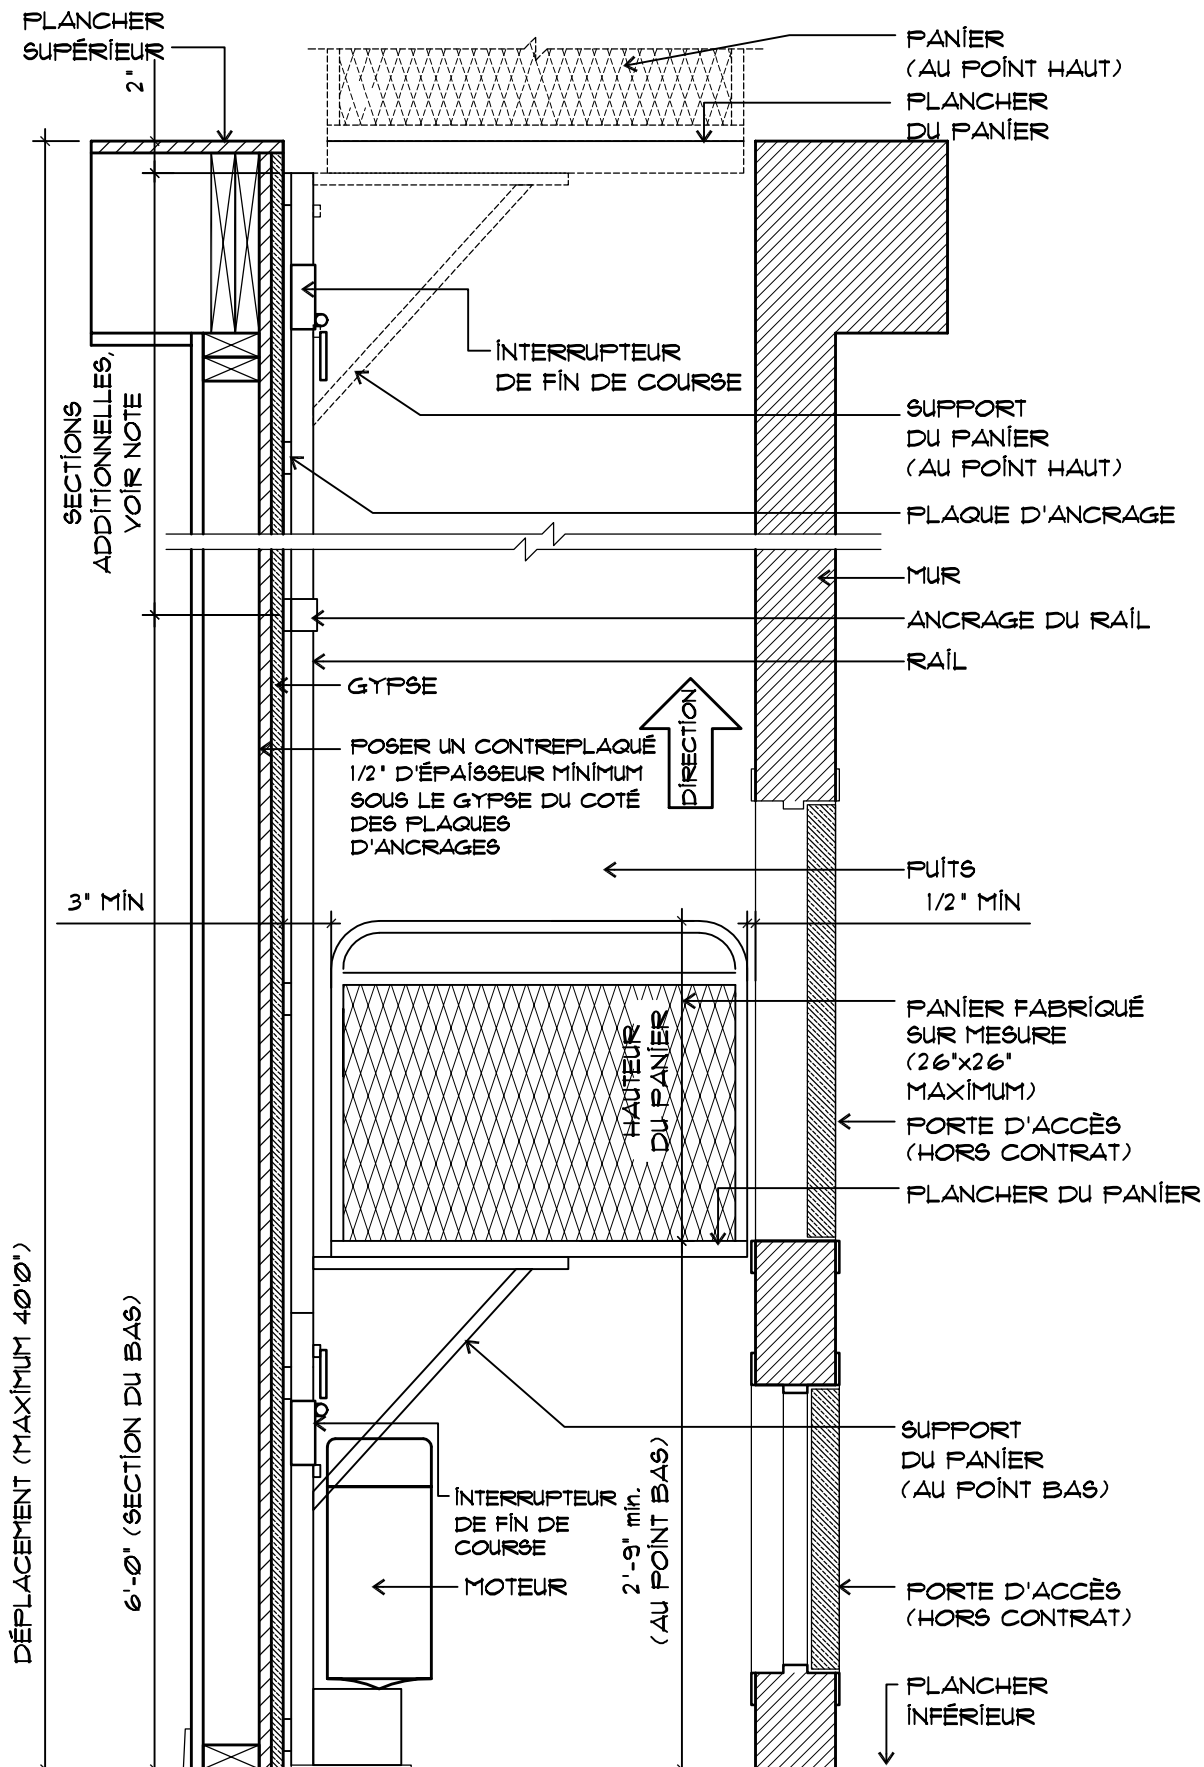 PLANCHER
SUPÉRIEUR
2"
PANIER
(AU POINT HAUT)
PLANCHER
DU PANIER
INTERRUPTEUR
DE FIN DE COURSE
SECTIONS
ADDITIONNELLES,
VOIR NOTE
SUPPORT
DU PANIER
(AU POINT HAUT)
PLAQUE D'ANCRAGE
MUR
ANCRAGE DU RAIL
RAIL
GYPSE
DIRECTION
POSER UN CONTREPLAQUÉ
1/2" D'ÉPAISSEUR MINIMUM
SOUS LE GYPSE DU COTÉ
DES PLAQUES
D'ANCRAGES
PUITS
3" MIN
1/2" MIN
HAUTEUR
DU PANIER
PANIER FABRIQUÉ
SUR MESURE
(26"x26"
MAXIMUM)
PORTE D'ACCÈS
(HORS CONTRAT)
PLANCHER DU PANIER
DÉPLACEMENT (MAXIMUM 40'0")
6'-0" (SECTION DU BAS)
SUPPORT
DU PANIER
(AU POINT BAS)
INTERRUPTEUR
DE FIN DE
COURSE
2'-9" min.
(AU POINT BAS)
MOTEUR
PORTE D'ACCÈS
(HORS CONTRAT)
PLANCHER
INFÉRIEUR